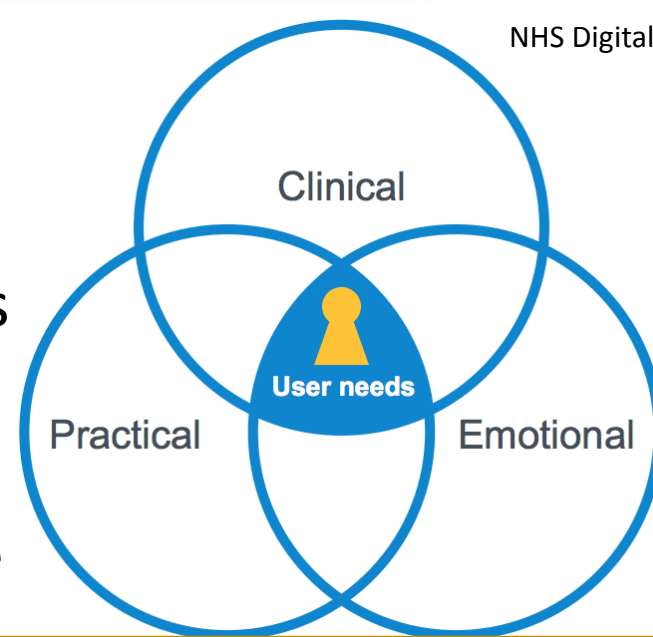 NHS Digital
Clinical
s
User needs
Practical
Emotional